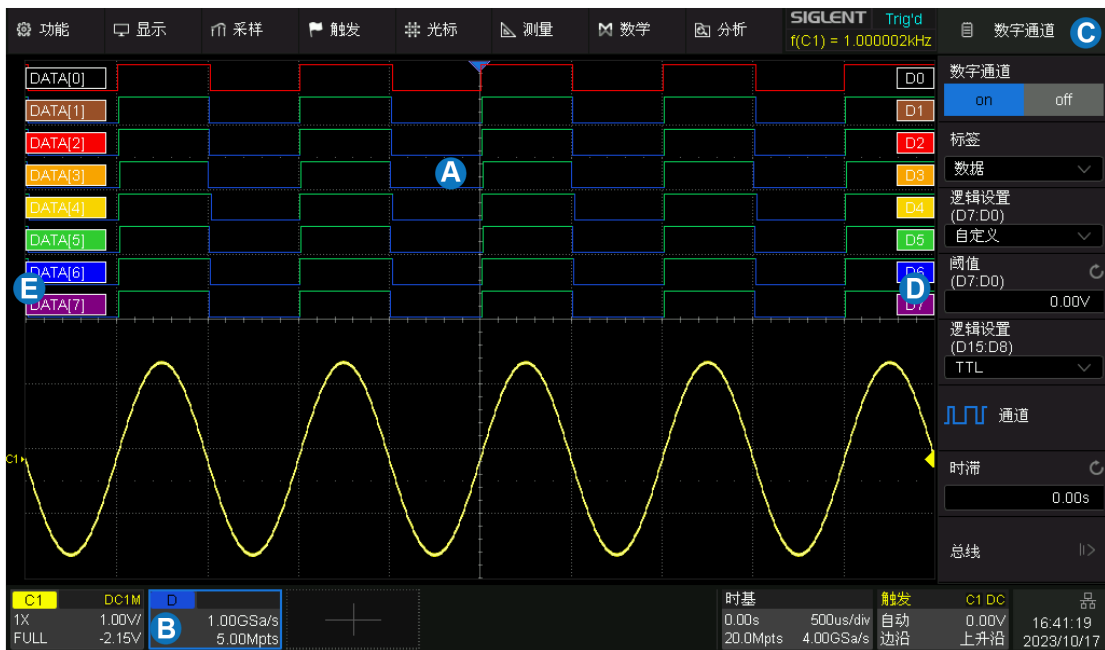 功能 显示 采样 触发 光标 测量 数学 分析
SIGLENT Trig'd
f(C1) = 1.000002kHz
数字通道 C
DATA[0] D0
DATA[1] D1
DATA[2] D2
DATA[3] D3
DATA[4] D4
DATA[5] D5
DATA[6] D6
DATA[7] D7
A
E
D
C1
数字通道
on off
标签
数据
逻辑设置
(D7:D0)
自定义
阈值
(D7:D0)
0.00V
逻辑设置
(D15:D8)
TTL
通道
时滞
0.00s
总线
C1 DC1M
1X 1.00V/
FULL -2.15V
D
B
1.00GSa/s
5.00Mpts
时基
0.00s 500us/div
20.0Mpts 4.00GSa/s
触发 C1 DC
自动 0.00V
边沿 上升沿
16:41:19
2023/10/17